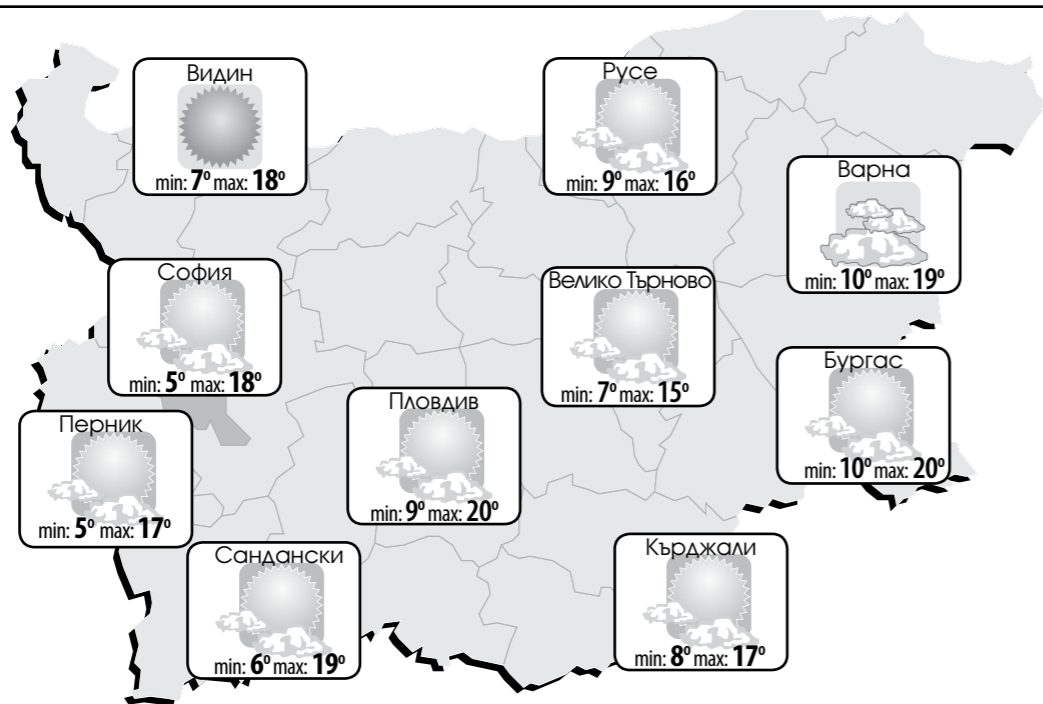 Видин
min: 7° max: 18°
Русе
min: 9° max: 16°
Варна
min: 10° max: 19°
София
min: 5° max: 18°
Велико Търново
min: 7° max: 15°
Бургас
min: 10° max: 20°
Пловдив
min: 9° max: 20°
Перник
min: 5° max: 17°
Сандански
min: 6° max: 19°
Кърджали
min: 8° max: 17°